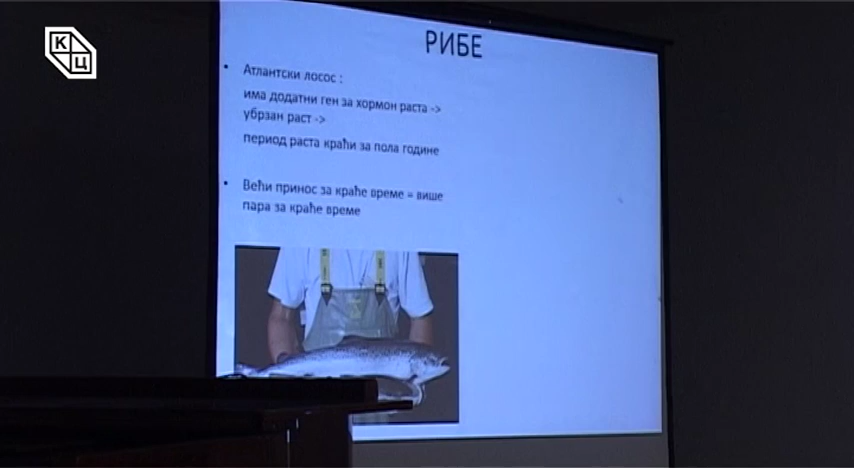 КЦ
РИБЕ
• Атлантски лосос :
има додатни ген за хормон раста ->
убрзан раст ->
период раста краћи за пола године
• Већи принос за краће време = више
пара за краће време